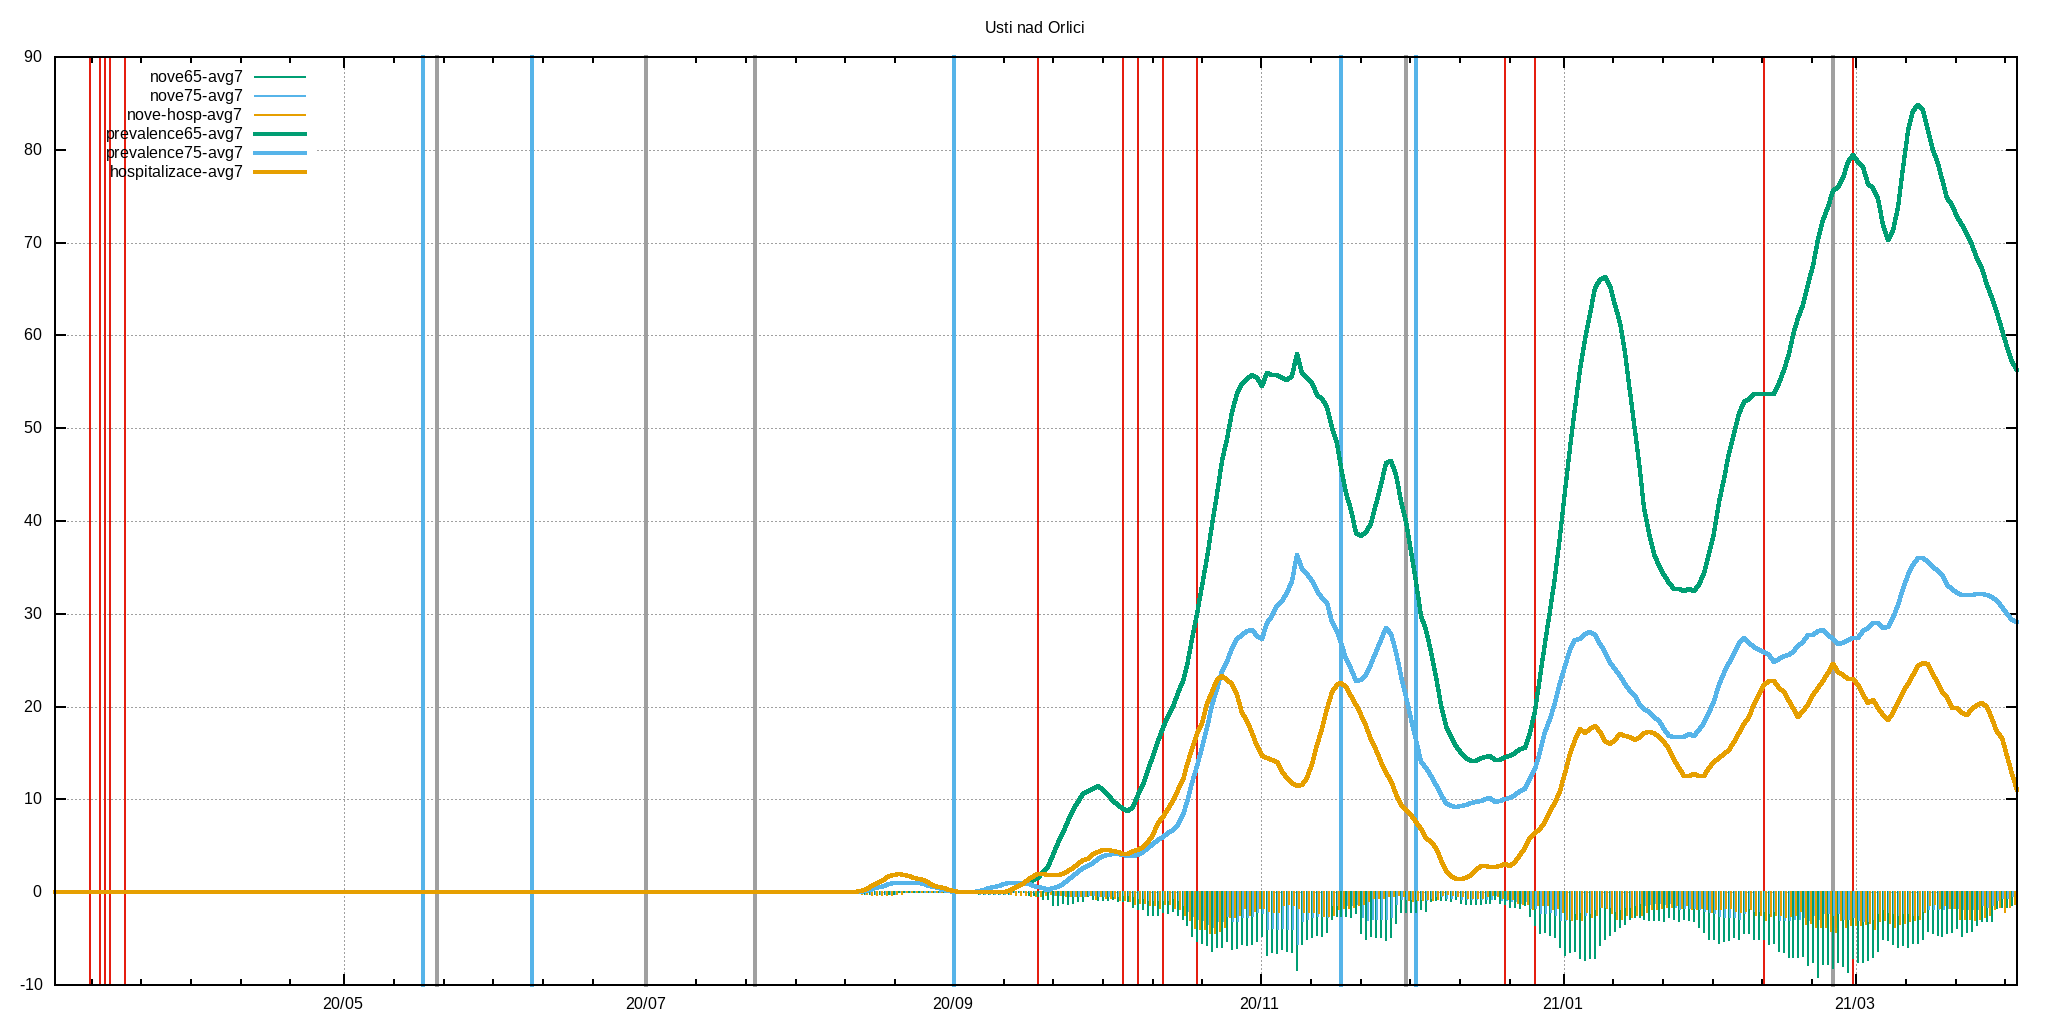 Usti nad Orlici
90
80
70
60
50
40
30
20
10
0
-10
nove65-avg7
nove75-avg7
nove-hosp-avg7
prevalence65-avg7
prevalence75-avg7
hospitalizace-avg7
20/05
20/07
20/09
20/11
21/01
21/03